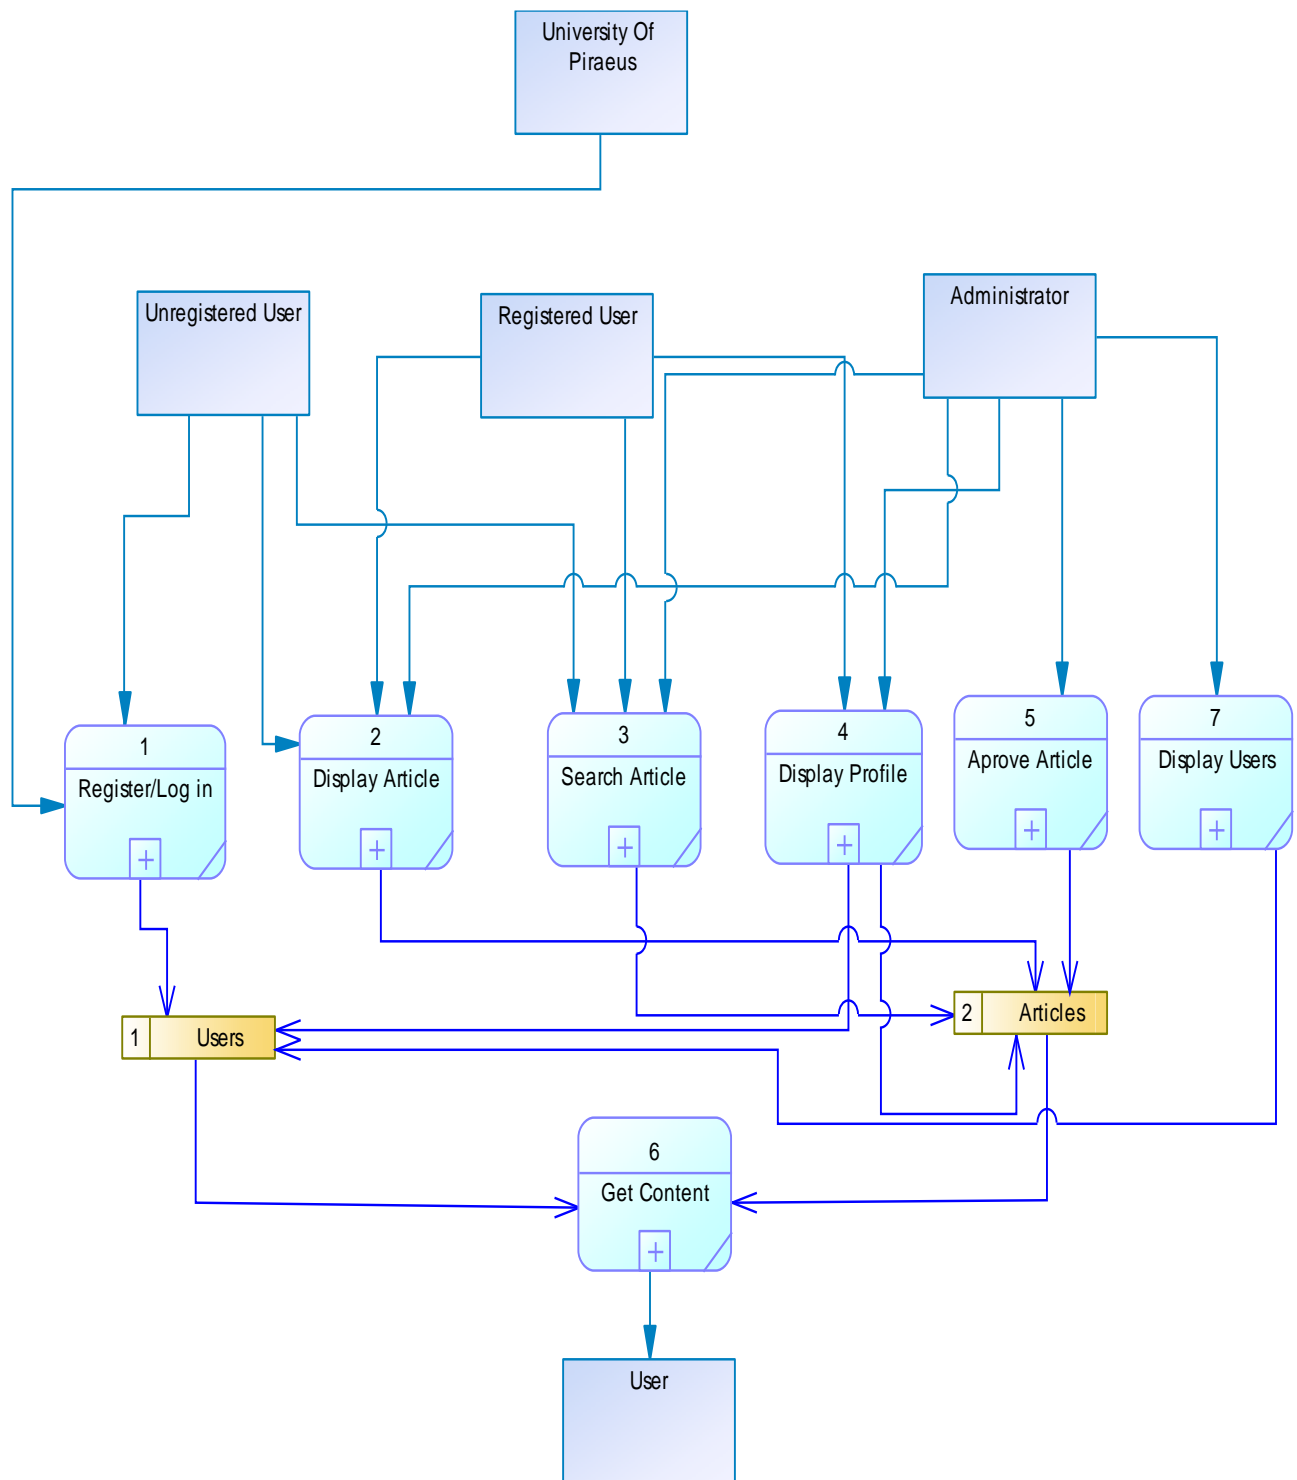 University Of
Piraeus
Unregistered User
Registered User
Administrator
1
Register/Log in
2
Display Article
3
Search Article
4
Display Profile
5
Aprove Article
7
Display Users
1 Users
2 Articles
6
Get Content
User